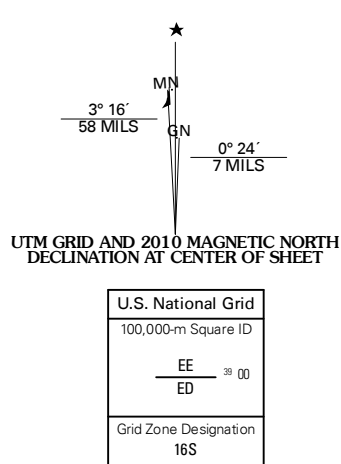 ★
MN
3° 16´
58 MILS
GN
0° 24´
7 MILS
UTM GRID AND 2010 MAGNETIC NORTH
DECLINATION AT CENTER OF SHEET
U.S. National Grid
100,000-m Square ID
EE
39 00
ED
Grid Zone Designation
16S